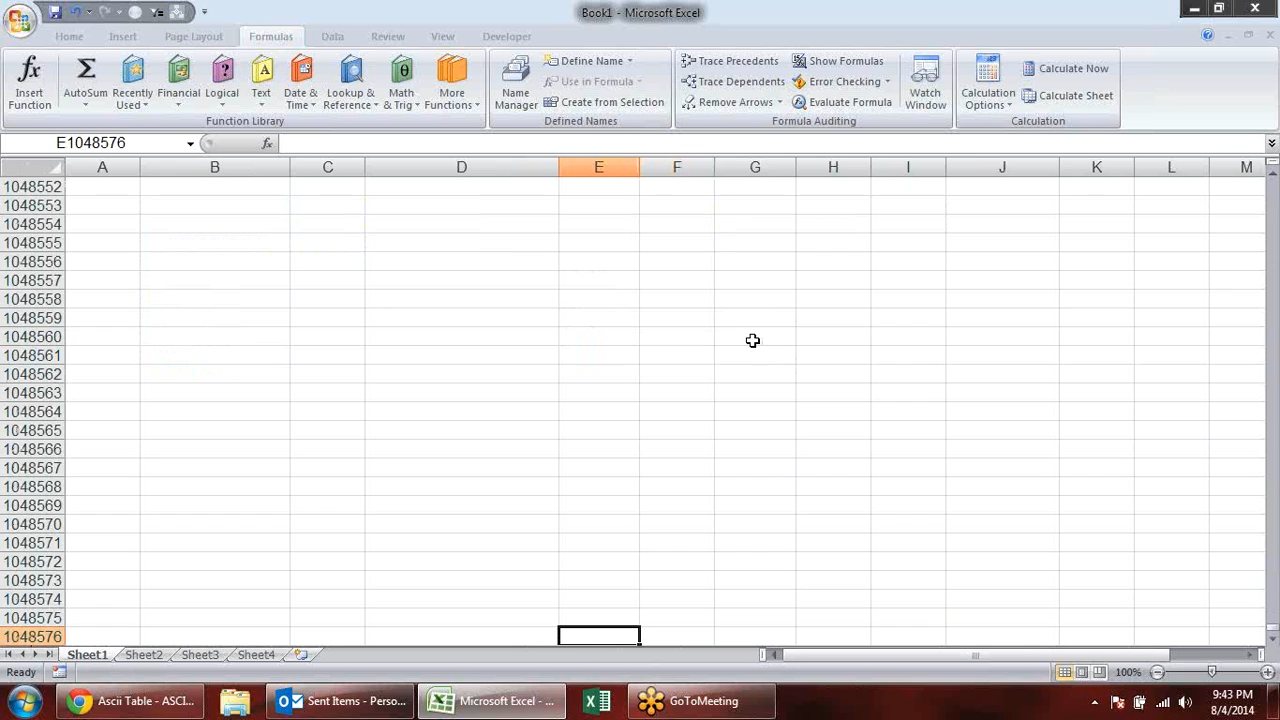 Book1 - Microsoft Excel
Home Insert Page Layout Formulas Data Review View Developer
Insert Function
AutoSum
Recently Used
Financial
Logical
Text
Date & Time
Lookup & Reference
Math & Trig
More Functions
Function Library
Name Manager
Define Name
Use in Formula
Create from Selection
Defined Names
Trace Precedents
Trace Dependents
Remove Arrows
Show Formulas
Error Checking
Evaluate Formula
Formula Auditing
Watch Window
Calculation Options
Calculate Now
Calculate Sheet
Calculation
E1048576 fx
A B C D E F G H I J K L M
1048552
1048553
1048554
1048555
1048556
1048557
1048558
1048559
1048560
1048561
1048562
1048563
1048564
1048565
1048566
1048567
1048568
1048569
1048570
1048571
1048572
1048573
1048574
1048575
1048576
Sheet1 Sheet2 Sheet3 Sheet4
Ready 100%
Ascii Table - ASCI... Sent Items - Perso... Microsoft Excel - ... GoToMeeting
9:43 PM
8/4/2014